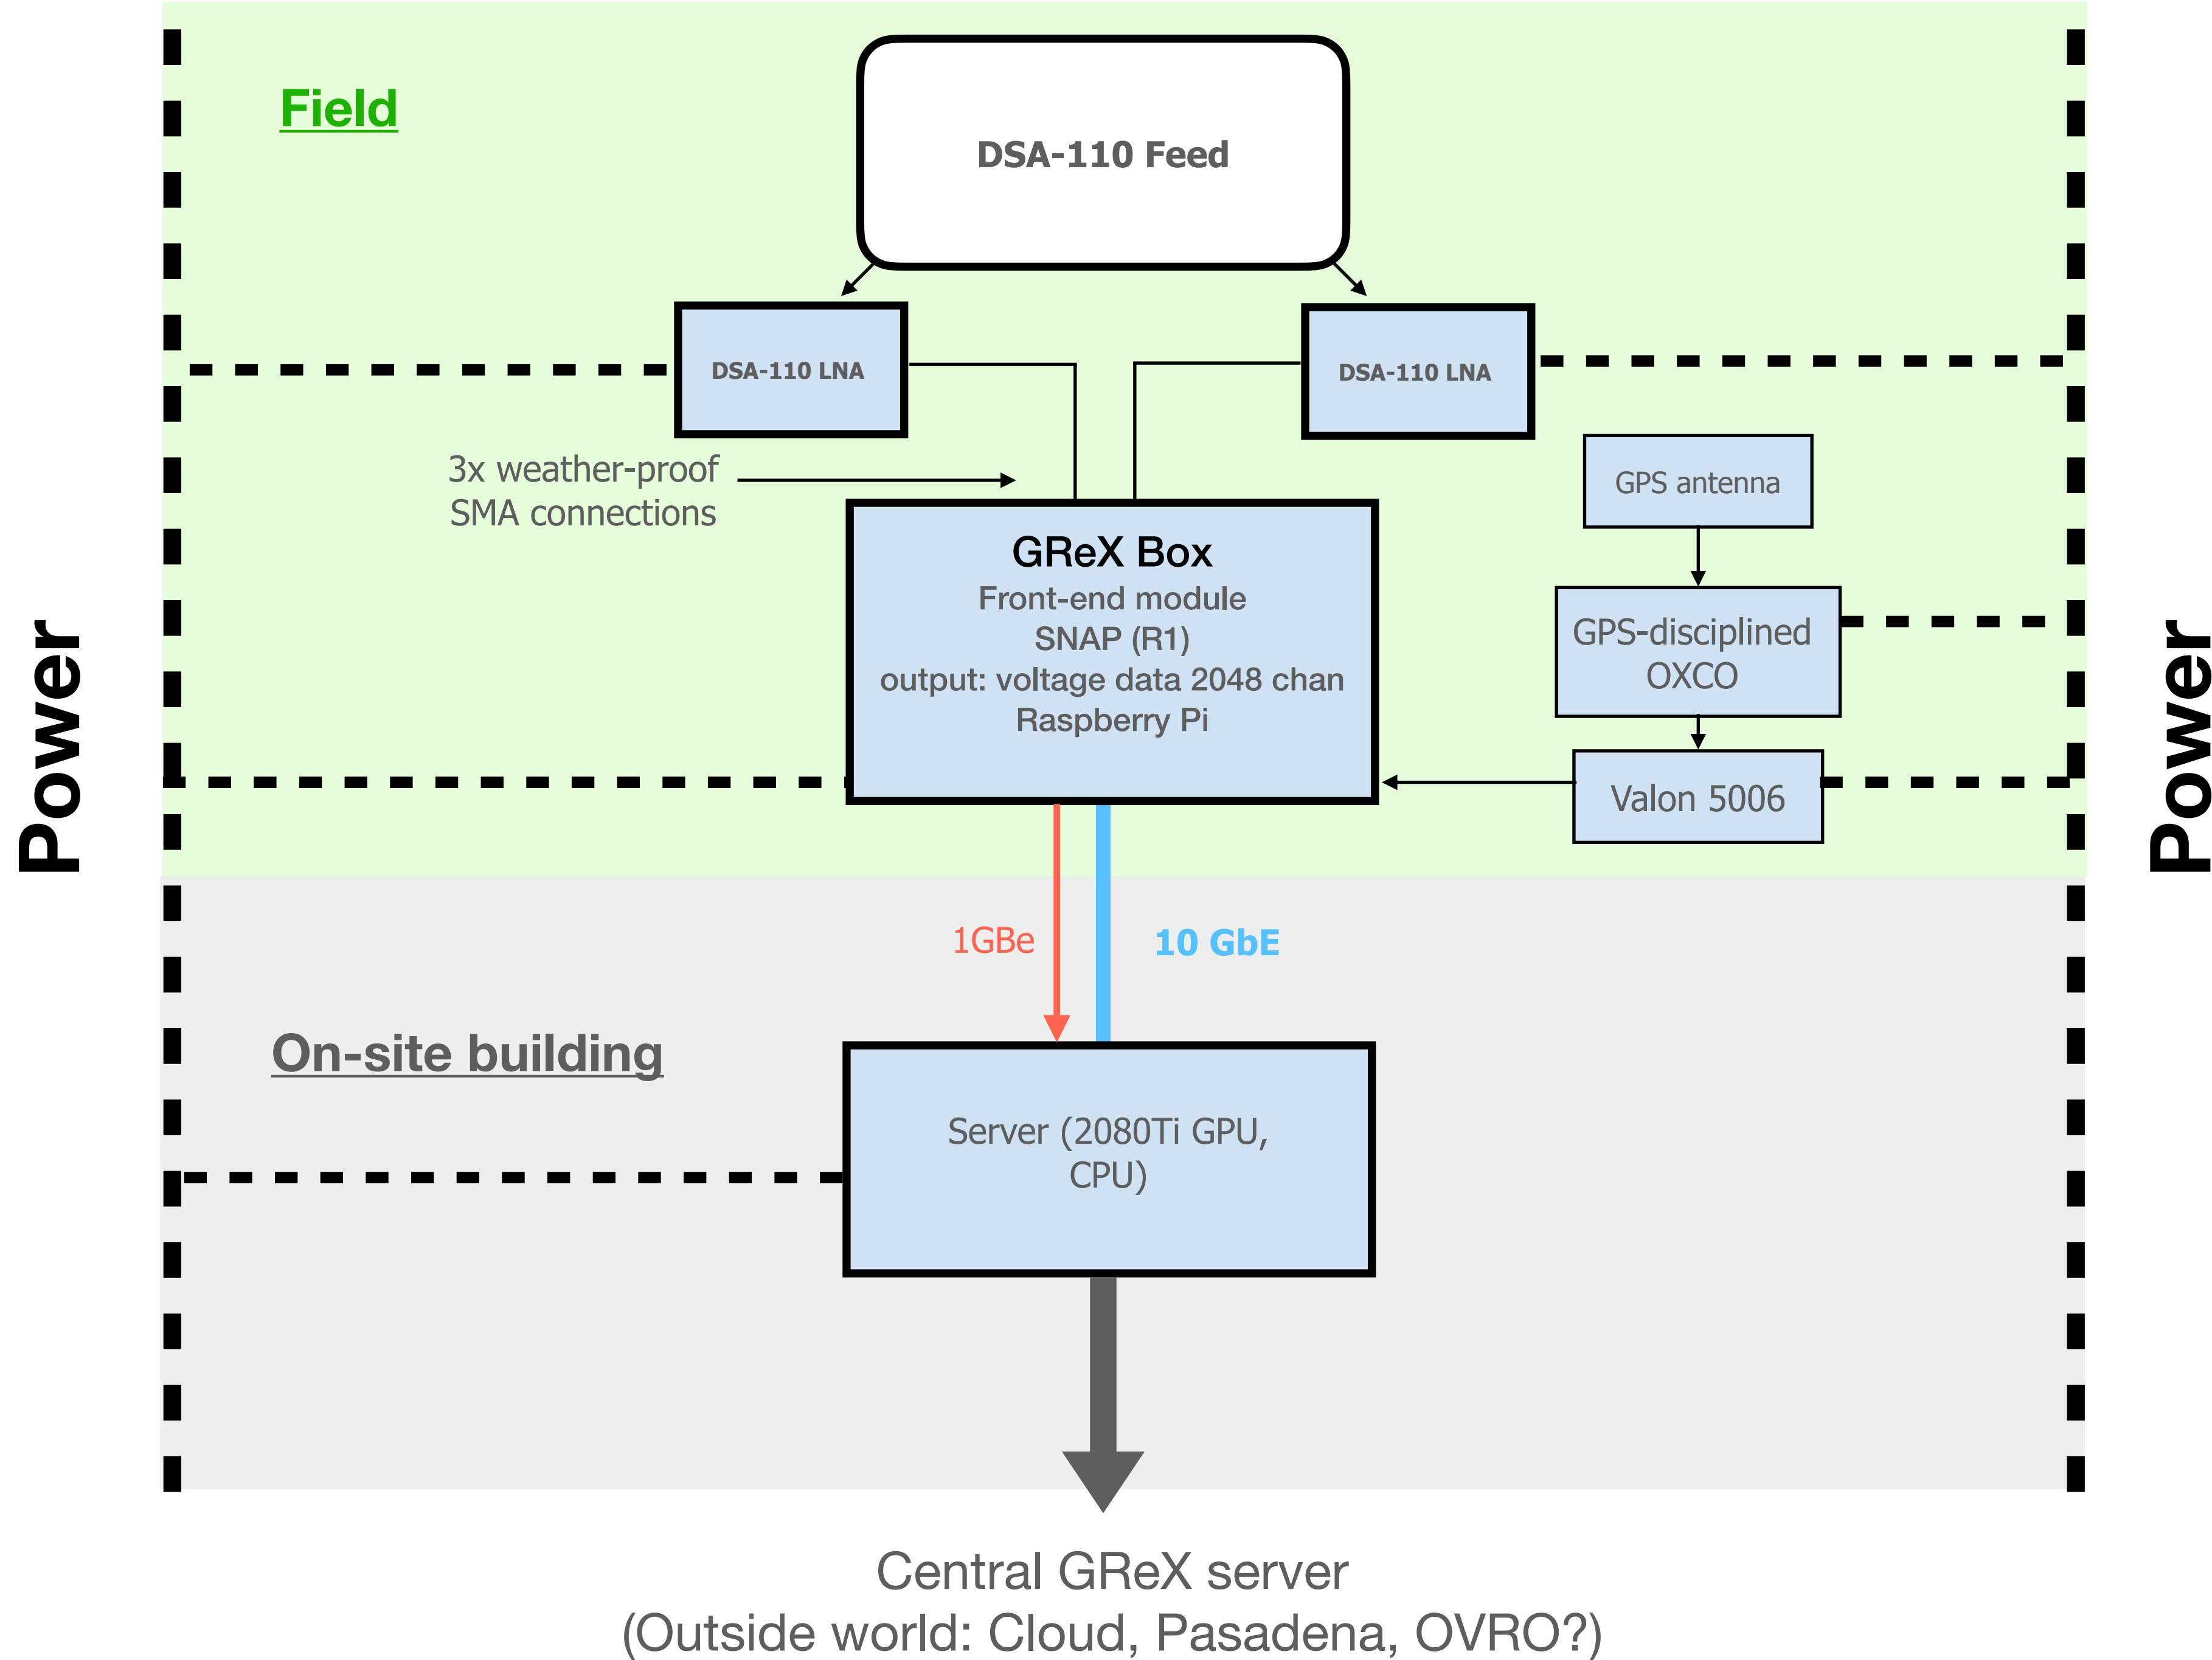 Field
DSA-110 Feed
DSA-110 LNA
DSA-110 LNA
3x weather-proof
SMA connections
GPS antenna
GReX Box
Front-end module
SNAP (R1)
output: voltage data 2048 chan
Raspberry Pi
GPS-disciplined
OXCO
Valon 5006
Power
Power
1GBe
10 GbE
On-site building
Server (2080Ti GPU,
CPU)
Central GReX server
(Outside world: Cloud, Pasadena, OVRO?)